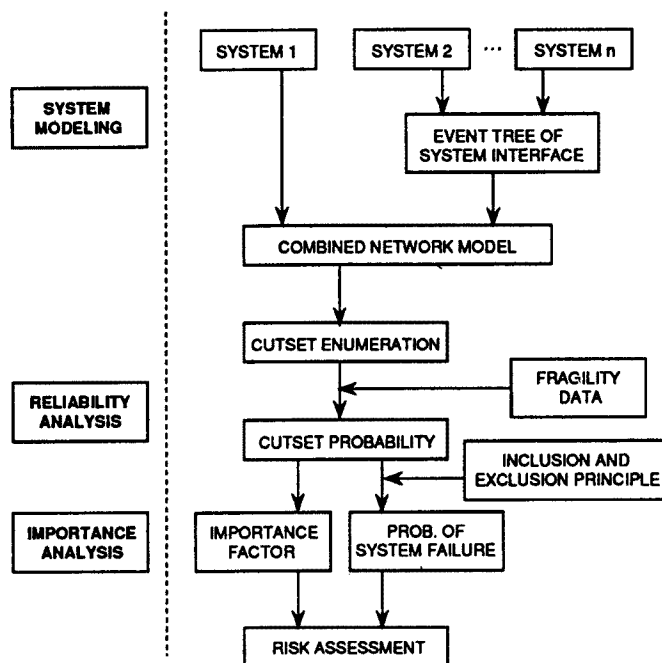 SYSTEM 1
SYSTEM 2
...
SYSTEM n
SYSTEM
MODELING
EVENT TREE OF
SYSTEM INTERFACE
COMBINED NETWORK MODEL
CUTSET ENUMERATION
FRAGILITY
DATA
RELIABILITY
ANALYSIS
CUTSET PROBABILITY
INCLUSION AND
EXCLUSION PRINCIPLE
IMPORTANCE
ANALYSIS
IMPORTANCE
FACTOR
PROB. OF
SYSTEM FAILURE
RISK ASSESSMENT